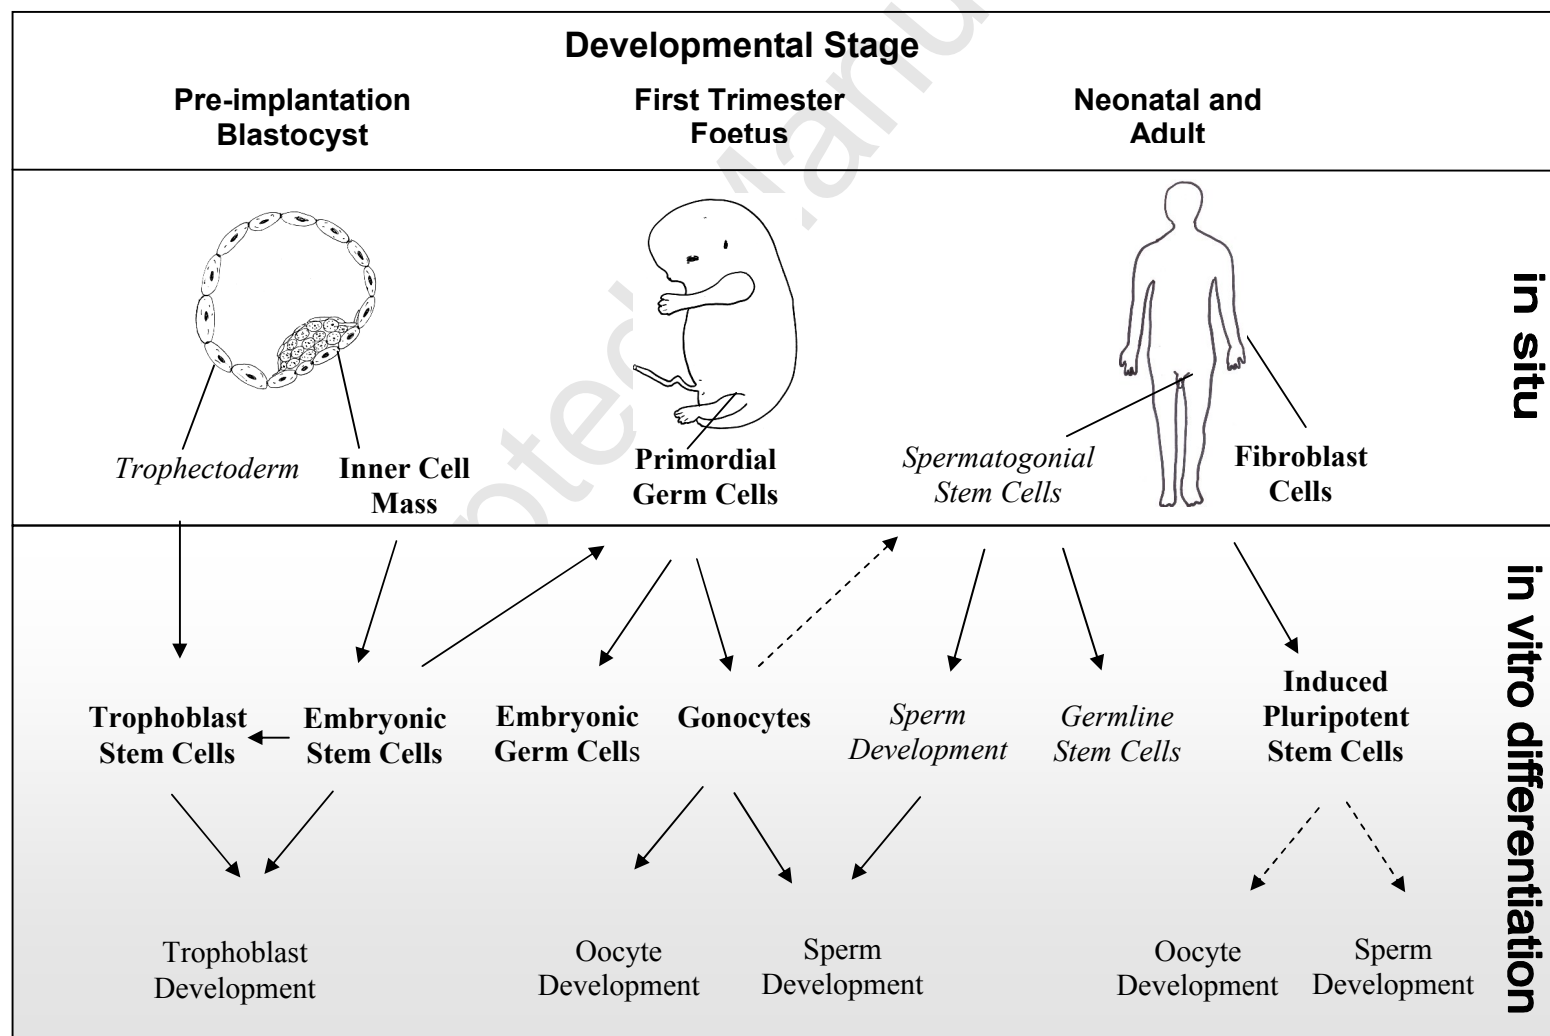 Developmental Stage
Pre-implantation
Blastocyst
First Trimester
Foetus
Neonatal and
Adult
in situ
Trophectoderm
Inner Cell
Mass
Primordial
Germ Cells
Spermatogonial
Stem Cells
Fibroblast
Cells
in vitro differentiation
Trophoblast
Stem Cells
Embryonic
Stem Cells
Embryonic
Germ Cells
Gonocytes
Sperm
Development
Germline
Stem Cells
Induced
Pluripotent
Stem Cells
Trophoblast
Development
Oocyte
Development
Sperm
Development
Oocyte
Development
Sperm
Development